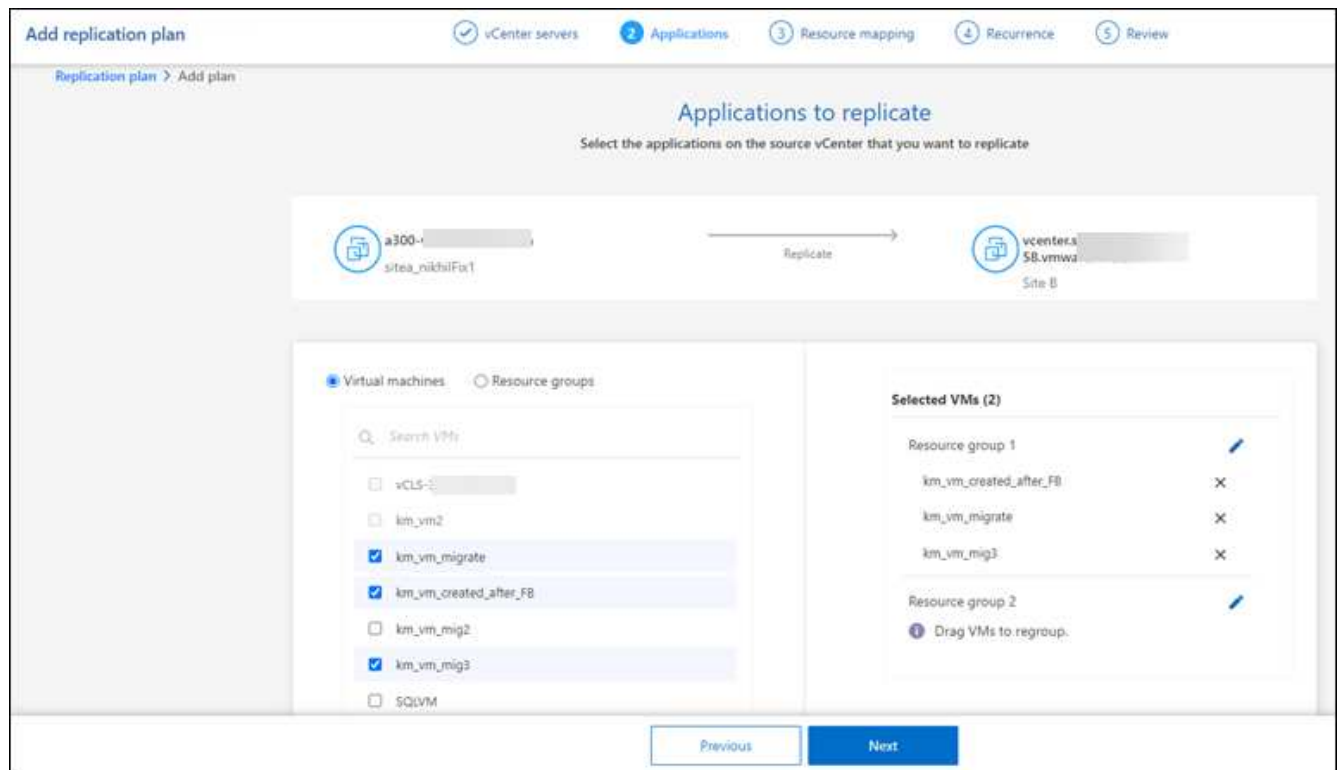 Add replication plan
vCenter servers
2 Applications
3 Resource mapping
4 Recurrence
5 Review
Replication plan > Add plan
Applications to replicate
Select the applications on the source vCenter that you want to replicate
a300-
sitea_nikhilFix1
Replicate
vcenter.s
58.vmwa
Site B
Virtual machines
Resource groups
Search VMs
vCLS-
km_vm2
km_vm_migrate
km_vm_created_after_FB
km_vm_mig2
km_vm_mig3
SQLVM
Selected VMs (2)
Resource group 1
km_vm_created_after_FB
km_vm_migrate
km_vm_mig3
Resource group 2
Drag VMs to regroup.
Previous
Next